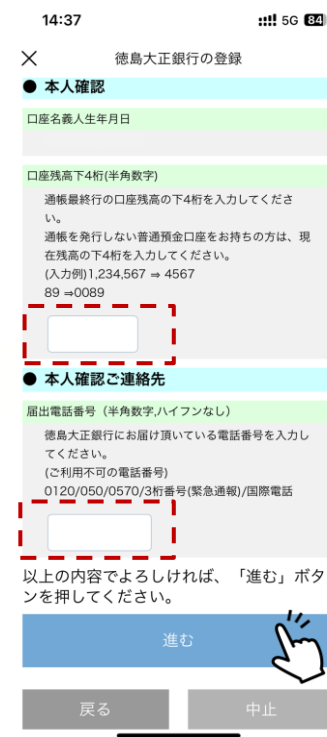 14:37
5G 84
徳島大正銀行の登録
● 本人確認
口座名義人生年月日
口座残高下4桁(半角数字)
通帳最終行の口座残高の下4桁を入力してくださ
い。
通帳を発行しない普通預金口座をお持ちの方は、現
在残高の下4桁を入力してください。
(入力例)1,234,567 ⇒ 4567
89 ⇒0089
● 本人確認ご連絡先
届出電話番号（半角数字,ハイフンなし）
徳島大正銀行にお届け頂いている電話番号を入力し
てください。
(ご利用不可の電話番号)
0120/050/0570/3桁番号(緊急通報)/国際電話
以上の内容でよろしければ、「進む」ボタ
ンを押してください。
進む
戻る
中止